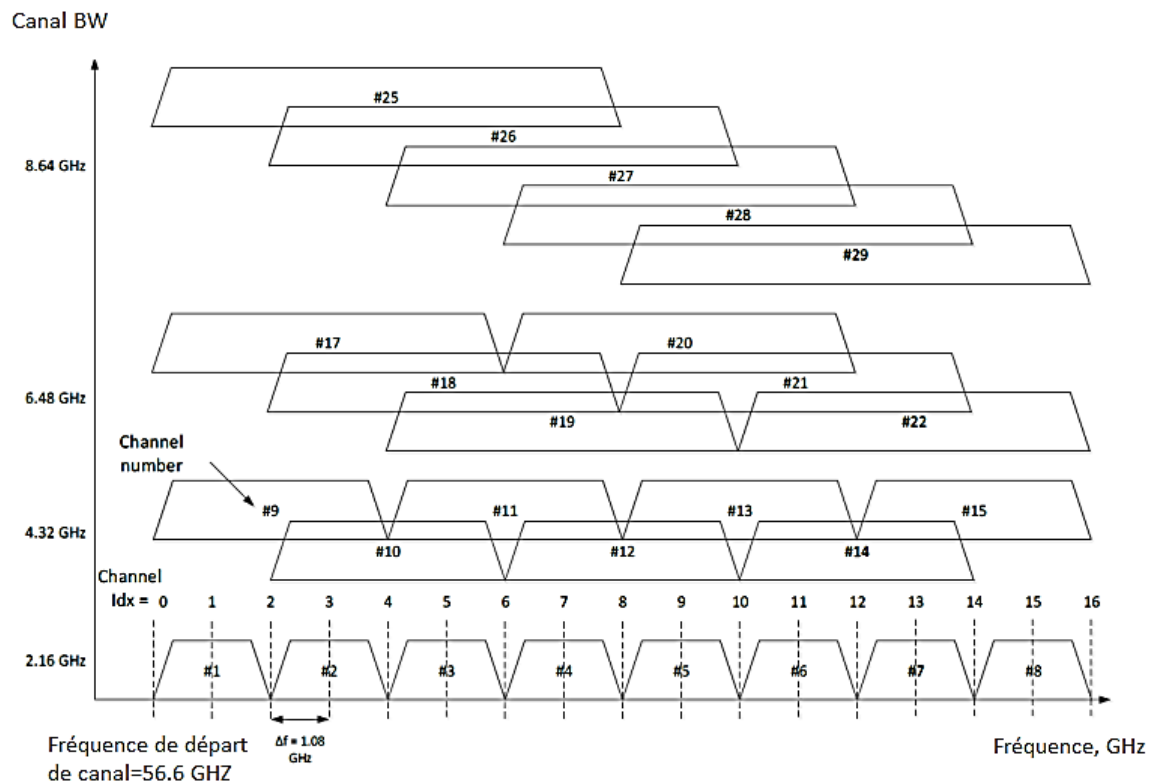 Canal BW
#25
#26
8.64 GHz
#27
#28
#29
#17
#20
#18
#21
6.48 GHz
#19
#22
Channel
number
#9
#11
#13
#15
4.32 GHz
#10
#12
#14
Channel
Idx = 0 1 2 3 4 5 6 7 8 9 10 11 12 13 14 15 16
2.16 GHz
#1 #2 #3 #4 #5 #6 #7 #8
Δf = 1.08
GHz
Fréquence de départ
de canal=56.6 GHZ
Fréquence, GHz